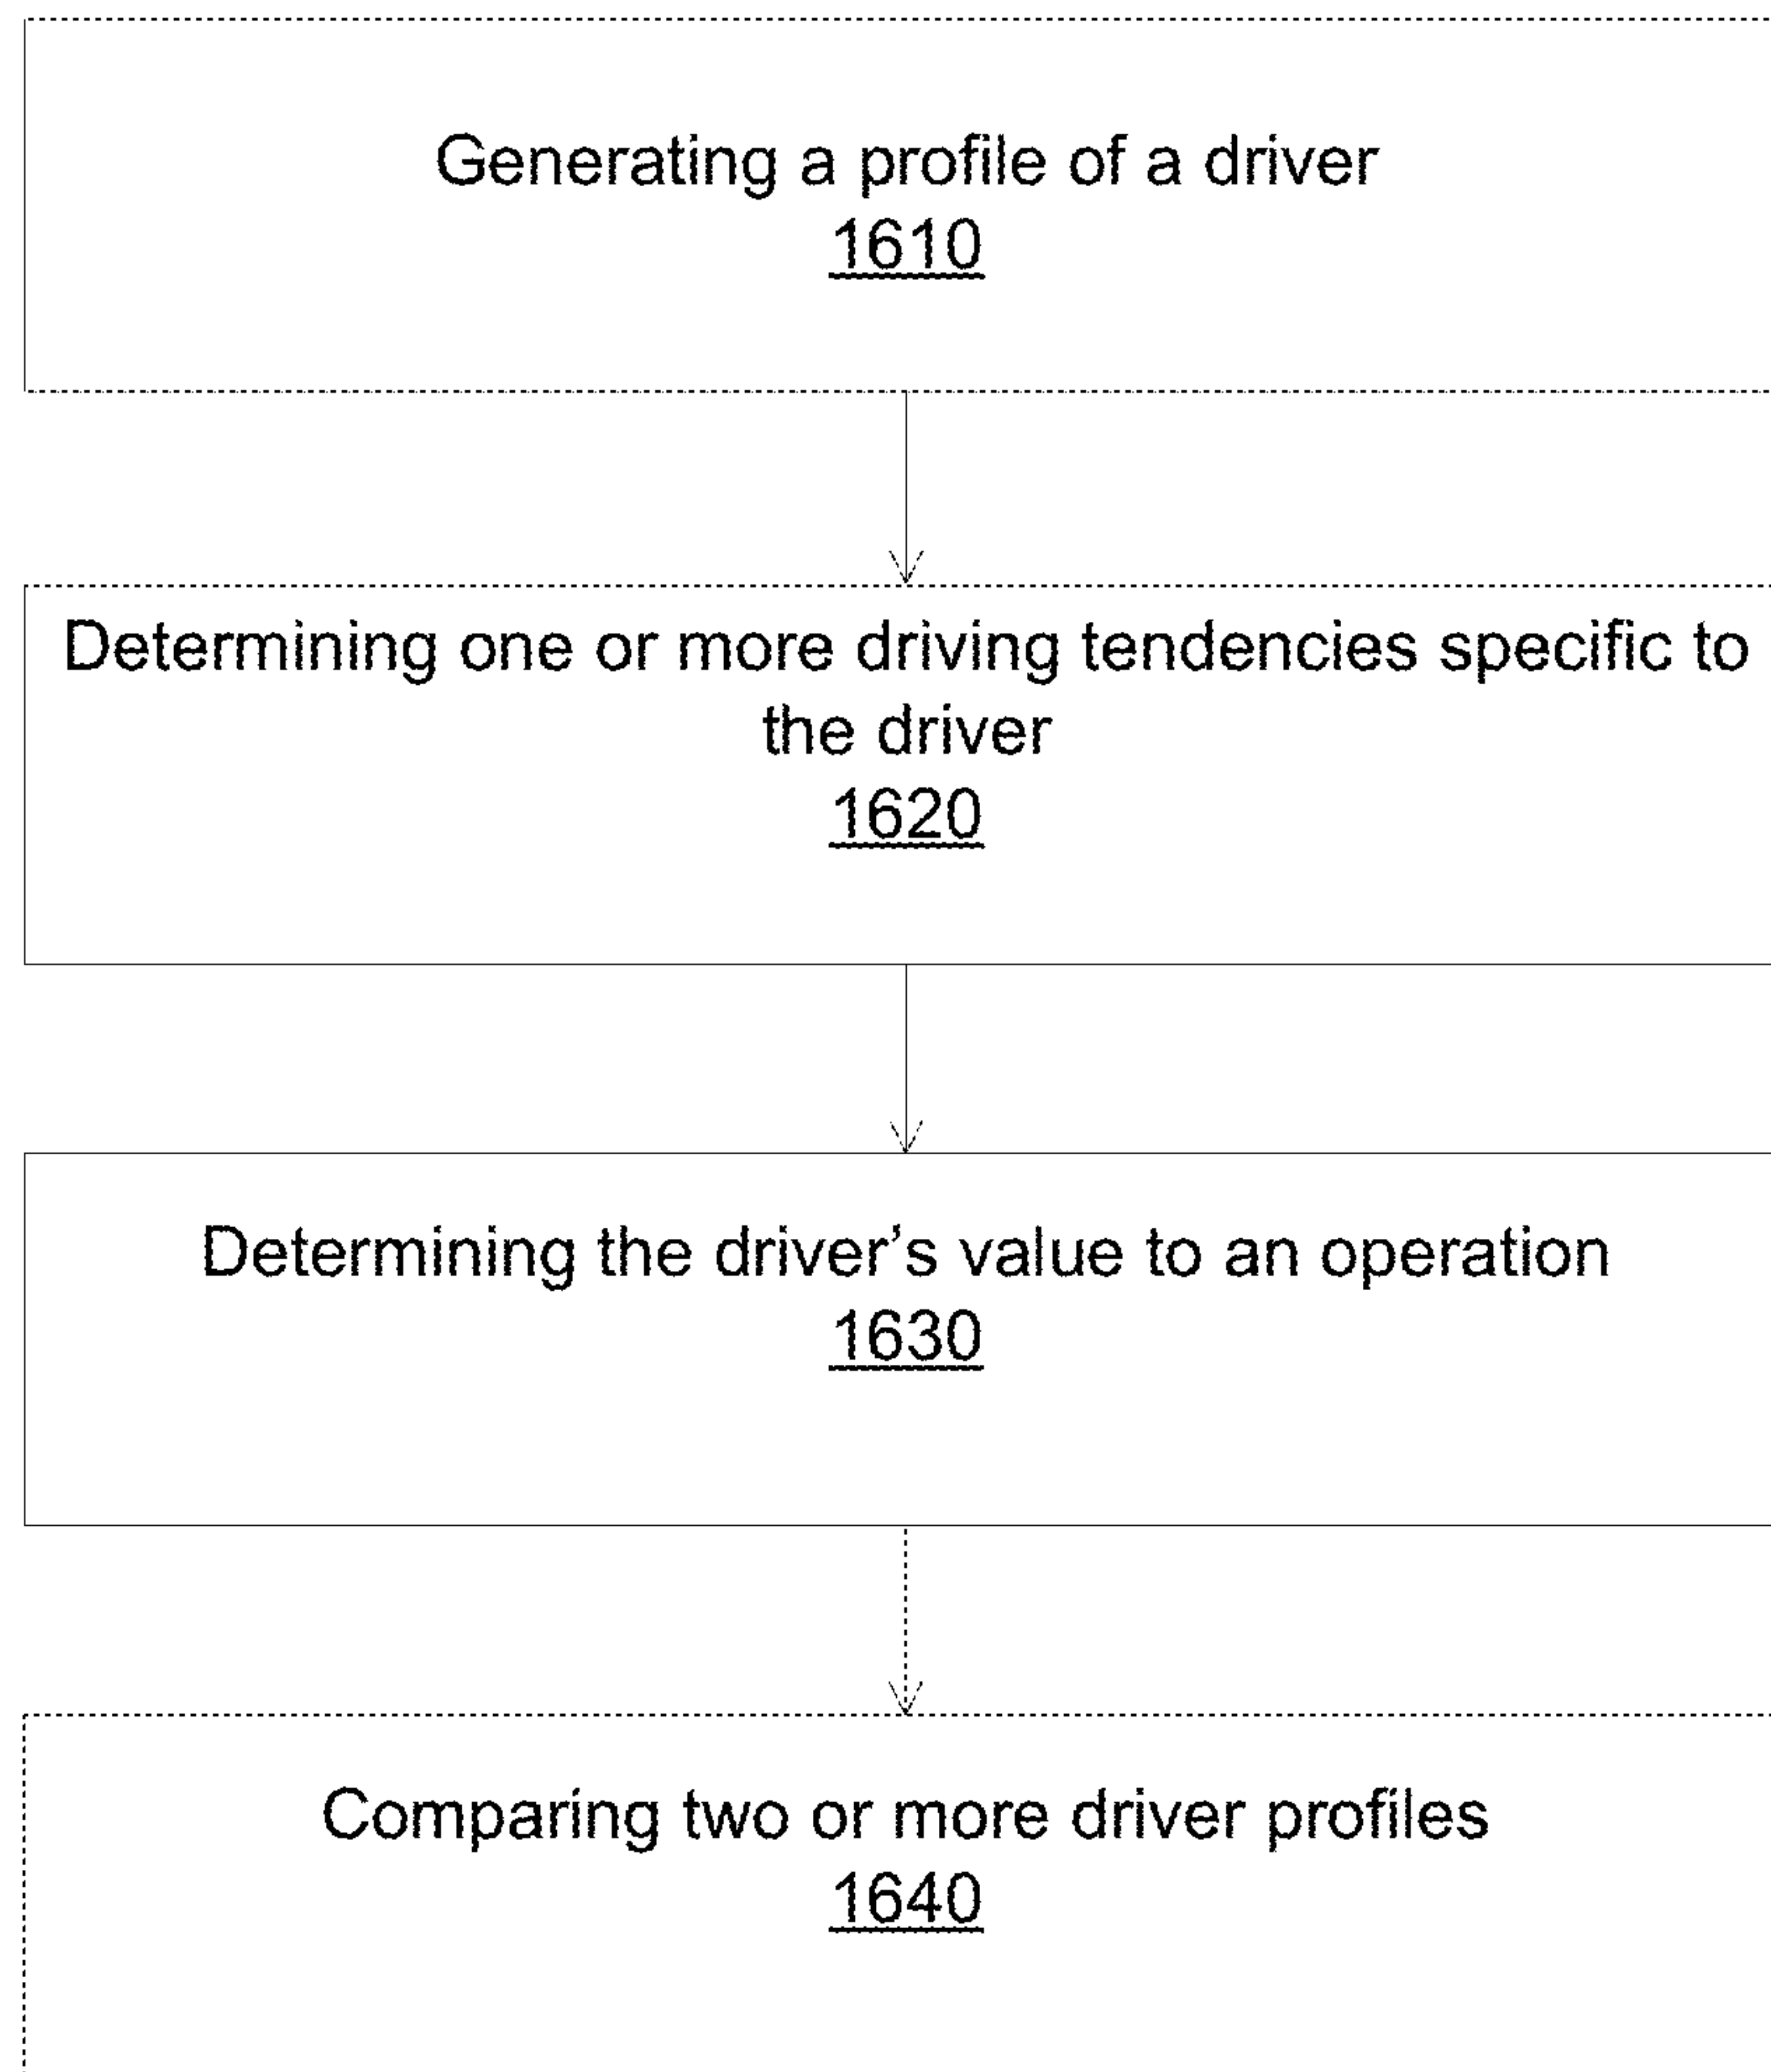 Generating a profile of a driver
1610
Determining one or more driving tendencies specific to
the driver
1620
Determining the driver’s value to an operation
1630
Comparing two or more driver profiles
1640